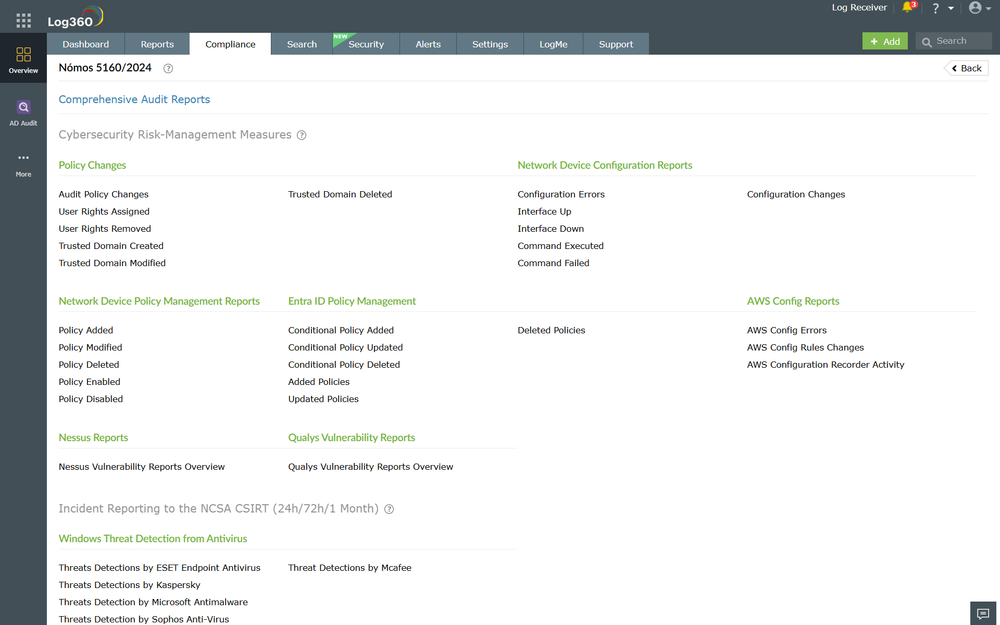 Log360
Log Receiver
3
?
Dashboard
Reports
Compliance
Search
NEW
Security
Alerts
Settings
LogMe
Support
+ Add
Search
Overview
AD Audit
More
Nómos 5160/2024 ?
Back
Comprehensive Audit Reports
Cybersecurity Risk-Management Measures ?
Policy Changes
Audit Policy Changes
User Rights Assigned
User Rights Removed
Trusted Domain Created
Trusted Domain Modified
Trusted Domain Deleted
Network Device Configuration Reports
Configuration Errors
Interface Up
Interface Down
Command Executed
Command Failed
Configuration Changes
Network Device Policy Management Reports
Policy Added
Policy Modified
Policy Deleted
Policy Enabled
Policy Disabled
Entra ID Policy Management
Conditional Policy Added
Conditional Policy Updated
Conditional Policy Deleted
Added Policies
Updated Policies
Deleted Policies
AWS Config Reports
AWS Config Errors
AWS Config Rules Changes
AWS Configuration Recorder Activity
Nessus Reports
Nessus Vulnerability Reports Overview
Qualys Vulnerability Reports
Qualys Vulnerability Reports Overview
Incident Reporting to the NCSA CSIRT (24h/72h/1 Month) ?
Windows Threat Detection from Antivirus
Threats Detections by ESET Endpoint Antivirus
Threats Detections by Kaspersky
Threats Detection by Microsoft Antimalware
Threats Detection by Sophos Anti-Virus
Threat Detections by Mcafee